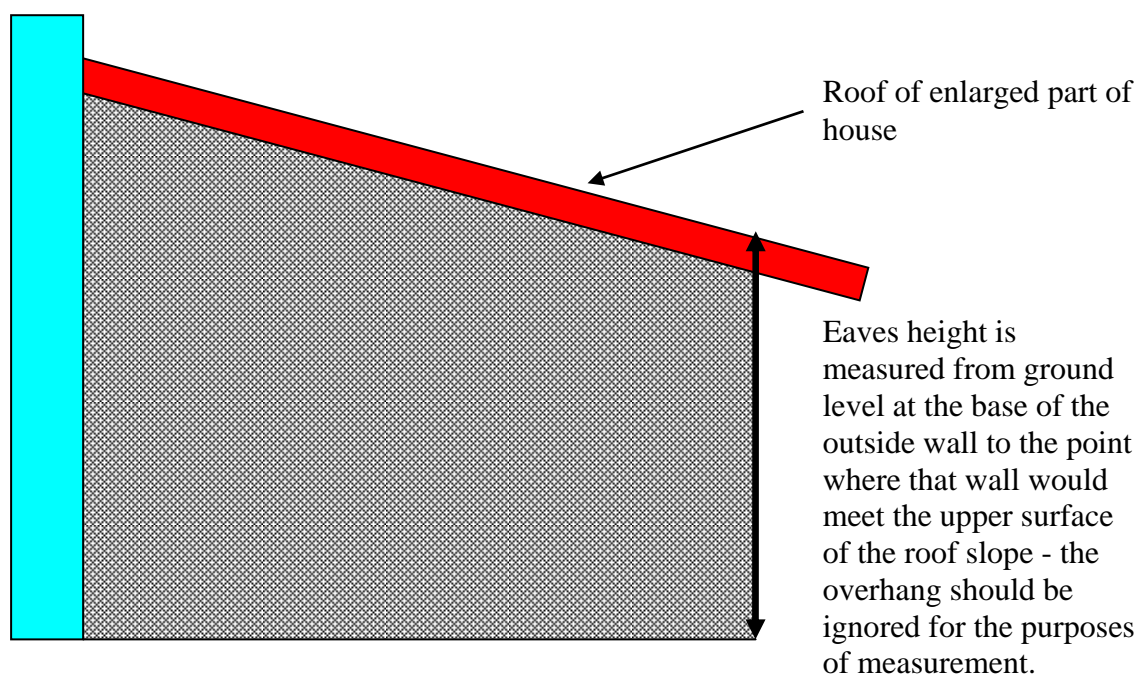 Roof of enlarged part of
house
Eaves height is
measured from ground
level at the base of the
outside wall to the point
where that wall would
meet the upper surface
of the roof slope - the
overhang should be
ignored for the purposes
of measurement.